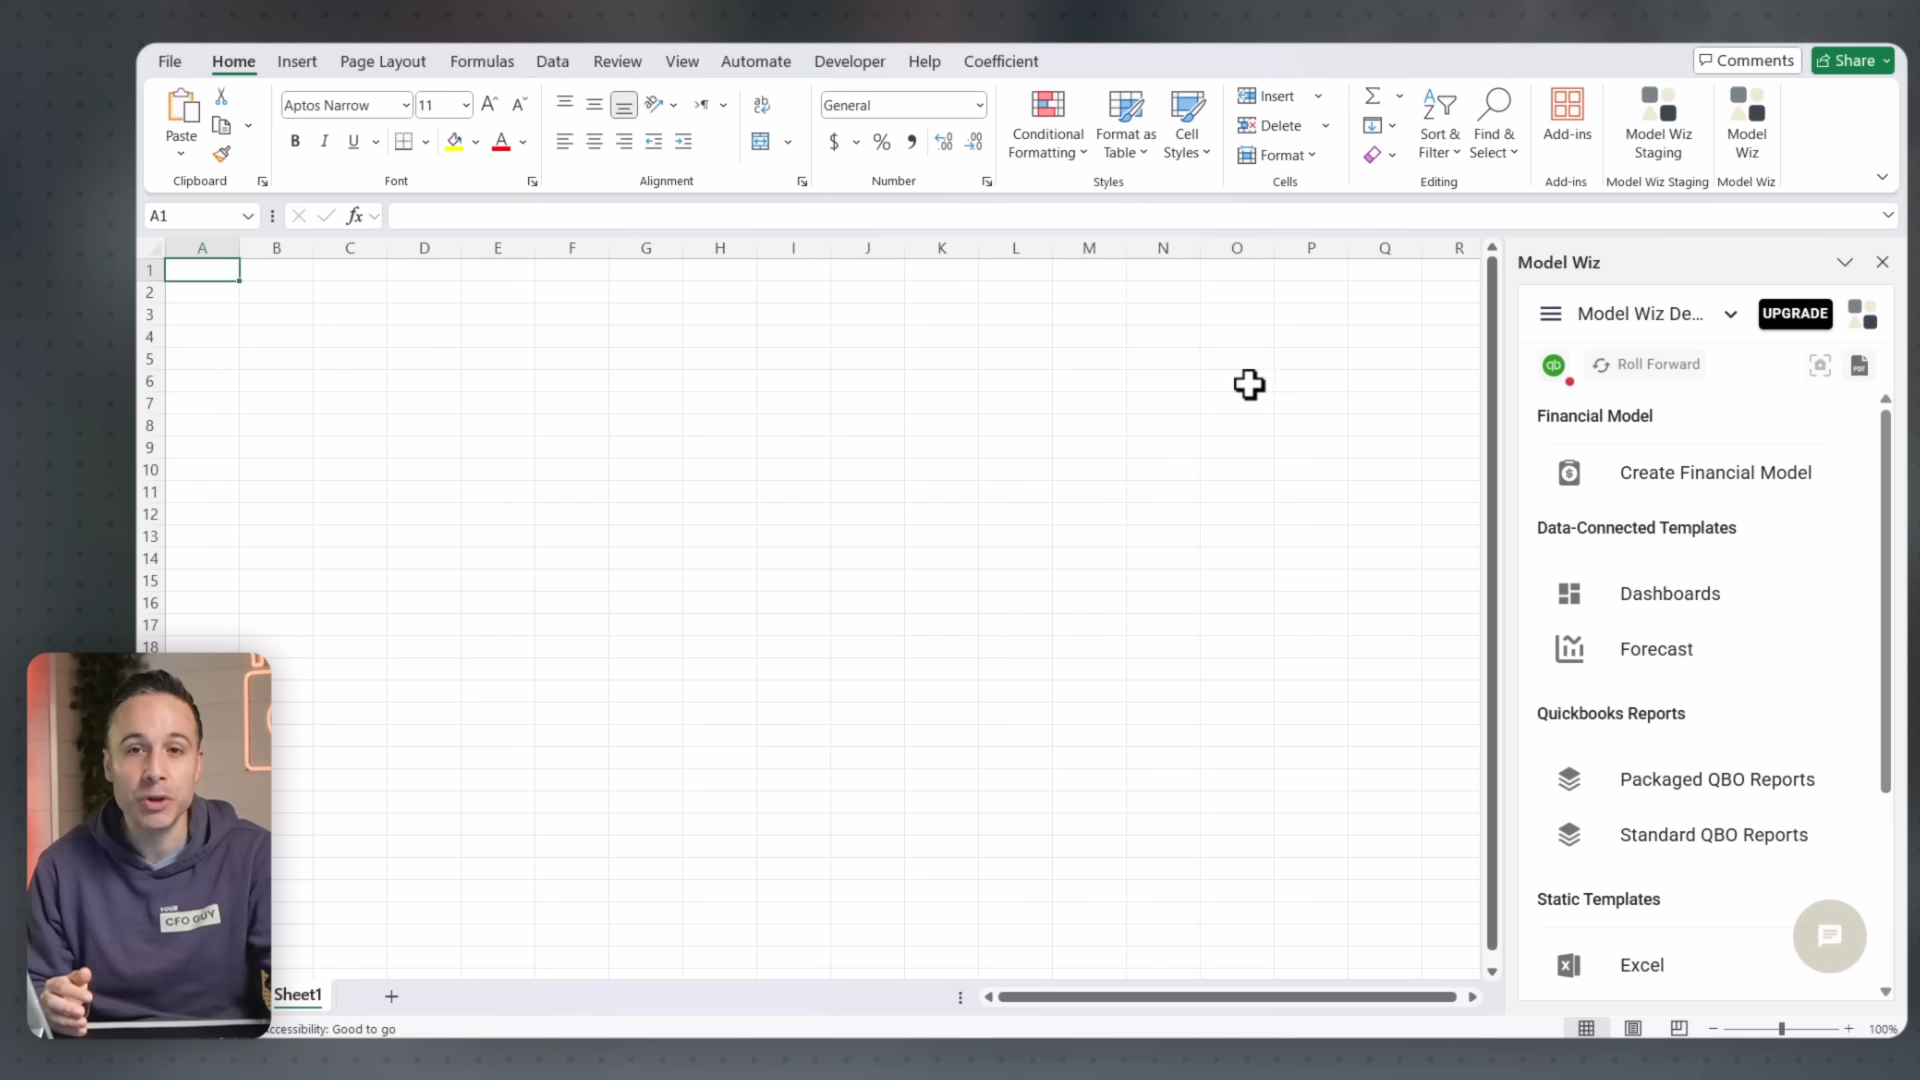 File Home Insert Page Layout Formulas Data Review View Automate Developer Help Coefficient Comments Share
Paste
Clipboard
Aptos Narrow 11
B I U
Font
Alignment
General
$ %
Number
Conditional Formatting
Format as Table
Cell Styles
Styles
Insert
Delete
Format
Cells
Sort & Filter
Find & Select
Editing
Add-ins
Add-ins
Model Wiz Staging
Model Wiz Staging
Model Wiz
Model Wiz
A1 fx
A B C D E F G H I J K L M N O P Q R
1
2
3
4
5
6
7
8
9
10
11
12
13
14
15
16
17
18
Model Wiz
Model Wiz De... UPGRADE
qb Roll Forward PDF
Financial Model
Create Financial Model
Data-Connected Templates
Dashboards
Forecast
Quickbooks Reports
Packaged QBO Reports
Standard QBO Reports
Static Templates
Excel
YOUR
CFO GUY
Sheet1
ccessibility: Good to go
100%